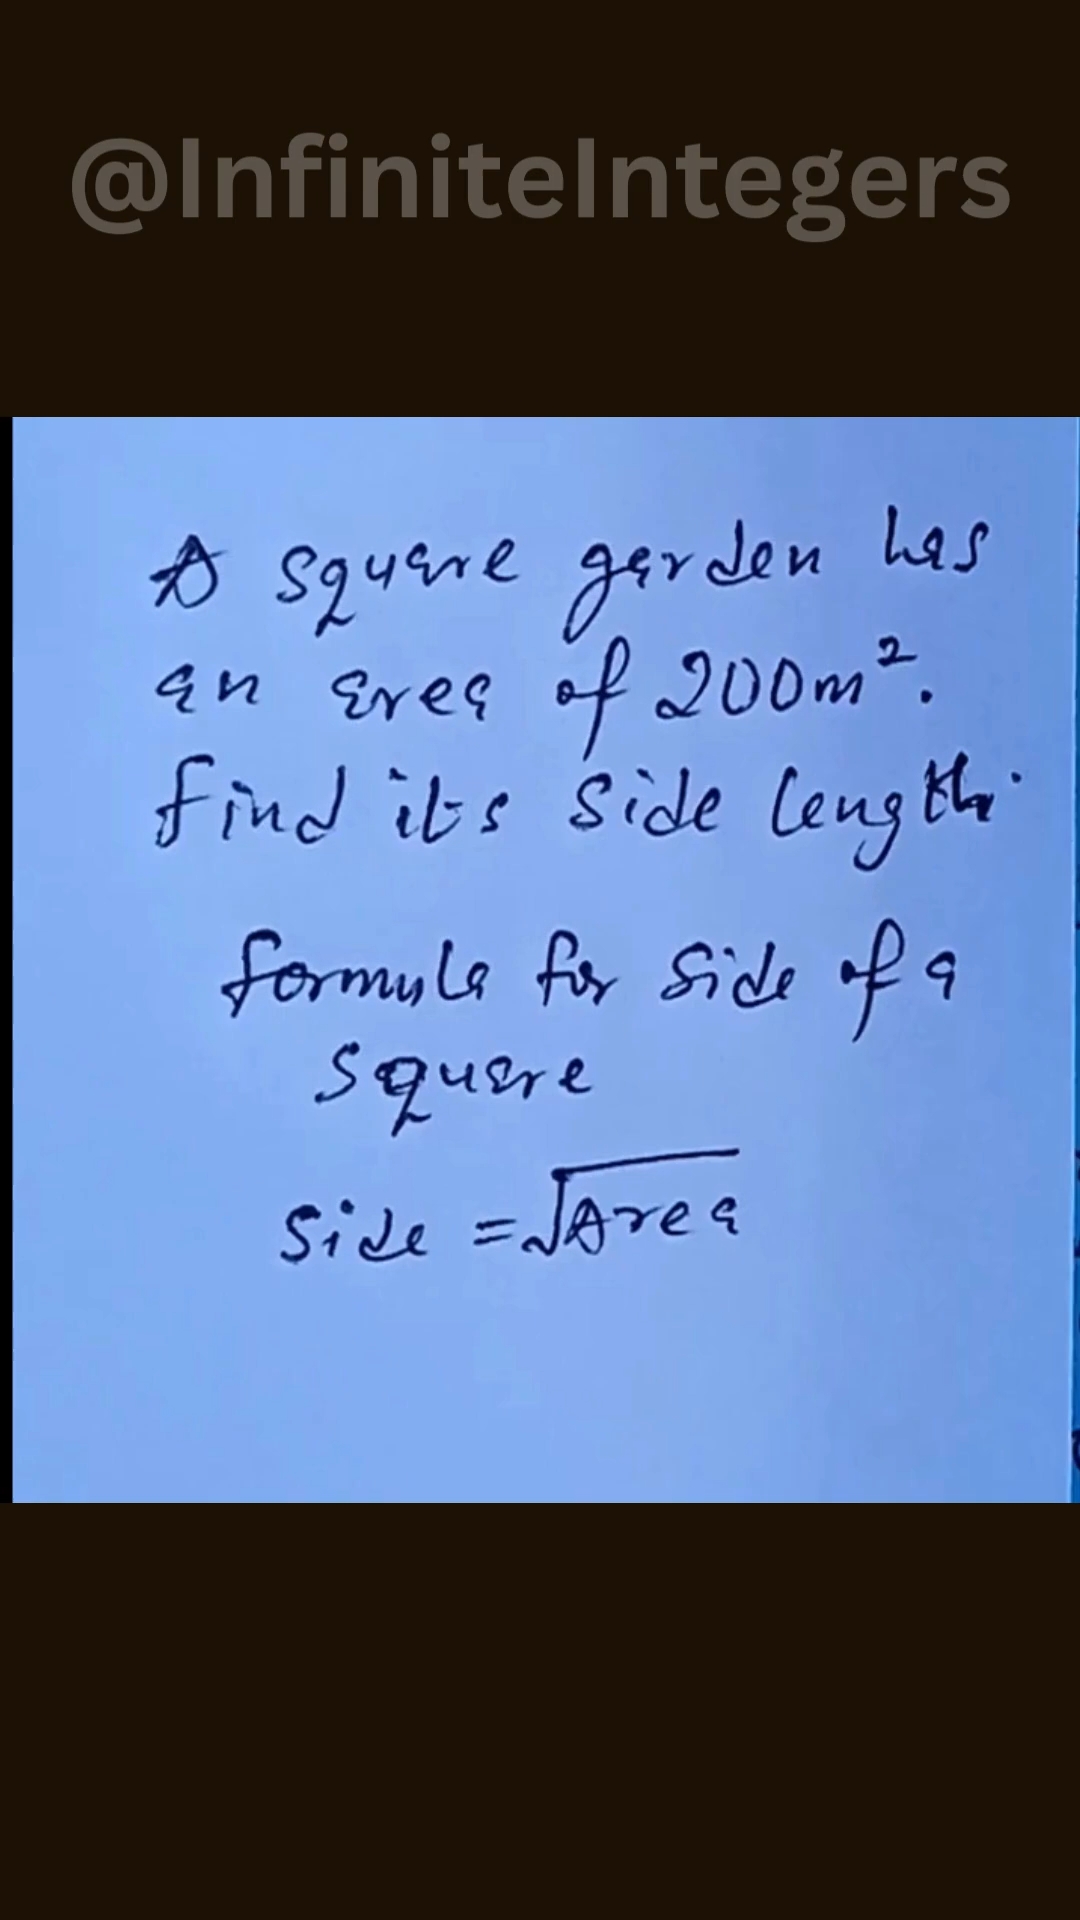 @InfiniteIntegers
A square garden has
an area of 200m².
find its side length.
formula for side of a
square
side = √Area